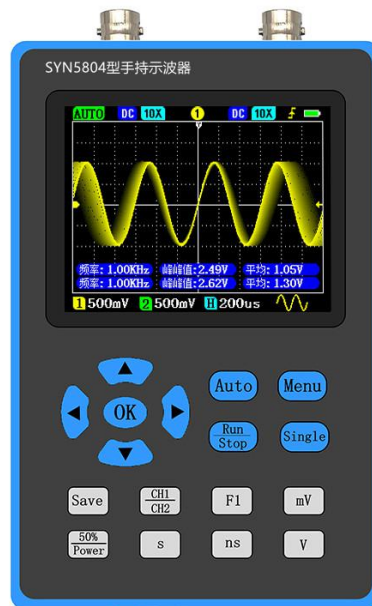 SYN5804型手持示波器
AUTO DC 10X 1 DC 10X
频率:1.00KHz 峰峰值:2.49V 平均:1.05V
频率:1.00KHz 峰峰值:2.62V 平均:1.30V
1 500mV 2 500mV H 200us
OK
Auto
Menu
Run
Stop
Single
Save
CH1
CH2
F1
mV
50%
Power
s
ns
V